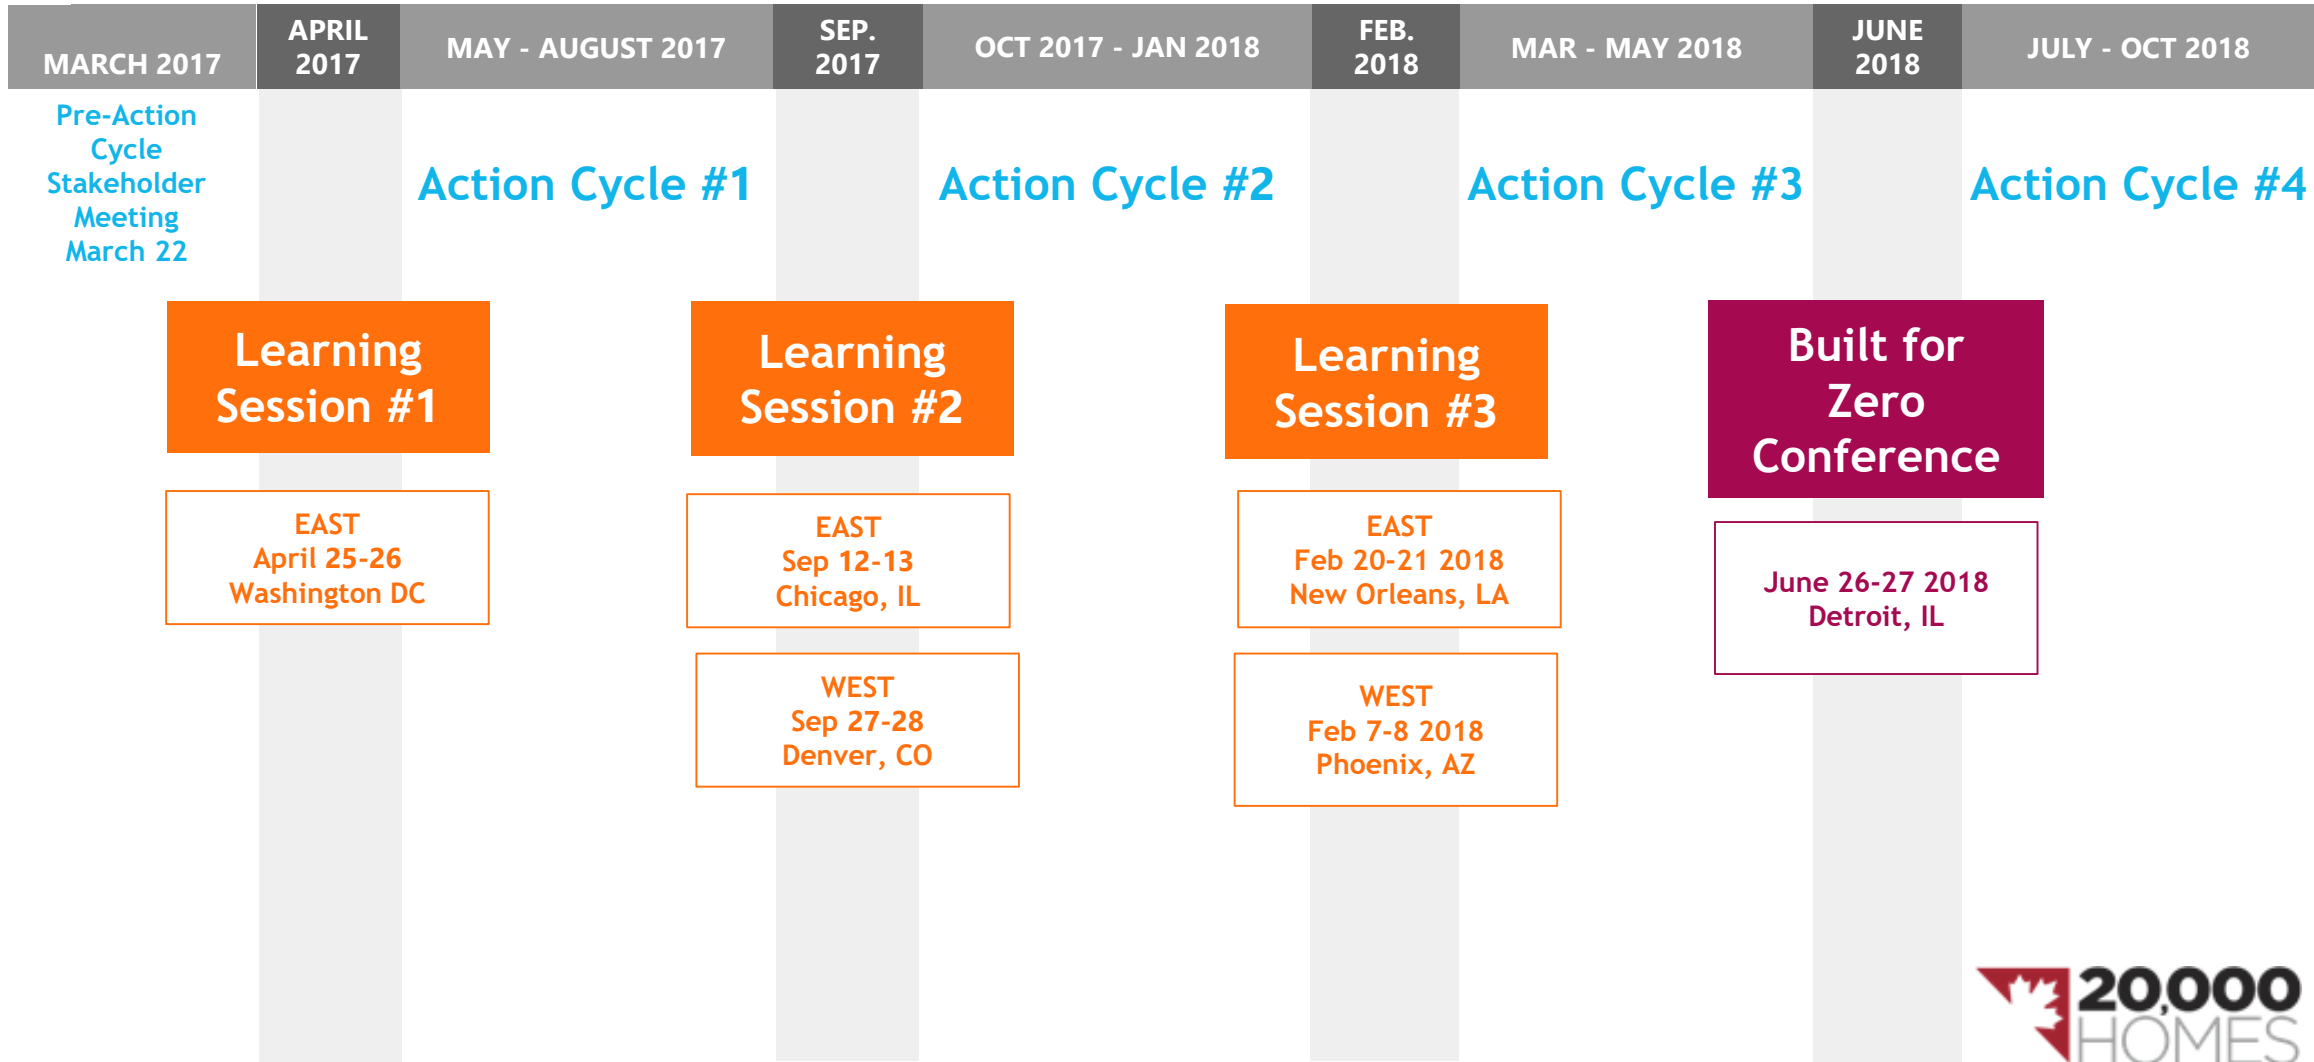 MARCH 2017
APRIL
2017
MAY - AUGUST 2017
SEP.
2017
OCT 2017 - JAN 2018
FEB.
2018
MAR - MAY 2018
JUNE
2018
JULY - OCT 2018
Pre-Action
Cycle
Stakeholder
Meeting
March 22
Action Cycle #1
Action Cycle #2
Action Cycle #3
Action Cycle #4
Learning
Session #1
Learning
Session #2
Learning
Session #3
Built for
Zero
Conference
EAST
April 25-26
Washington DC
EAST
Sep 12-13
Chicago, IL
EAST
Feb 20-21 2018
New Orleans, LA
June 26-27 2018
Detroit, IL
WEST
Sep 27-28
Denver, CO
WEST
Feb 7-8 2018
Phoenix, AZ
20,000
HOMES